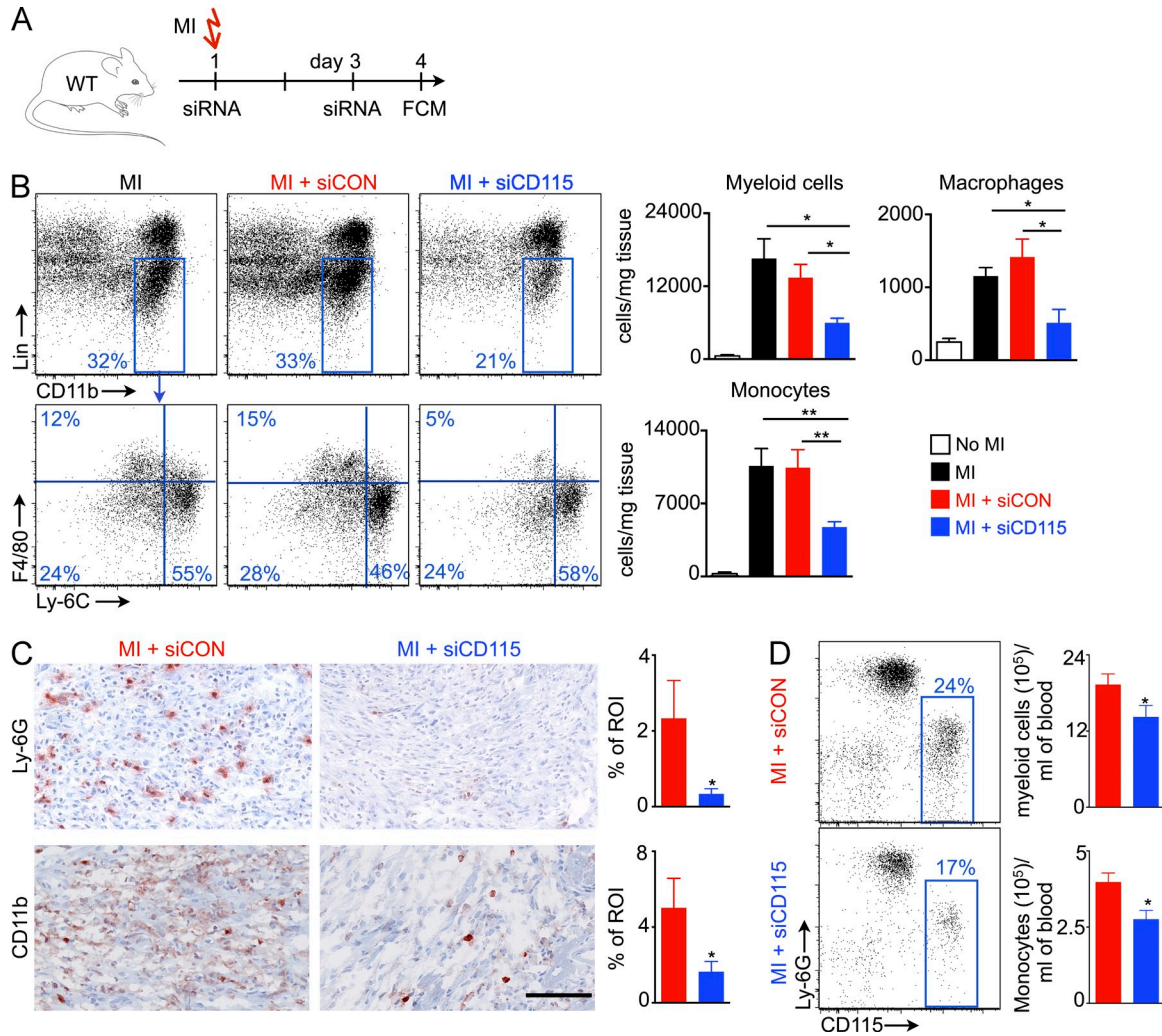 A
MI
WT
1
day 3
4
siRNA
siRNA
FCM
B
MI
MI + siCON
MI + siCD115
Lin
32%
33%
21%
CD11b
12%
15%
5%
24%
55%
28%
46%
24%
58%
F4/80
Ly-6C
Myeloid cells
24000
12000
0
cells/mg tissue
*
*
Macrophages
2000
1000
0
*
*
Monocytes
14000
7000
0
cells/mg tissue
**
**
No MI
MI
MI + siCON
MI + siCD115
C
MI + siCON
MI + siCD115
Ly-6G
CD11b
4
2
0
% of ROI
*
8
4
0
% of ROI
*
D
MI + siCON
24%
MI + siCD115
17%
Ly-6G
CD115
24
12
0
myeloid cells (10⁵)/
ml of blood
*
5
2.5
0
Monocytes (10⁵)/
ml of blood
*